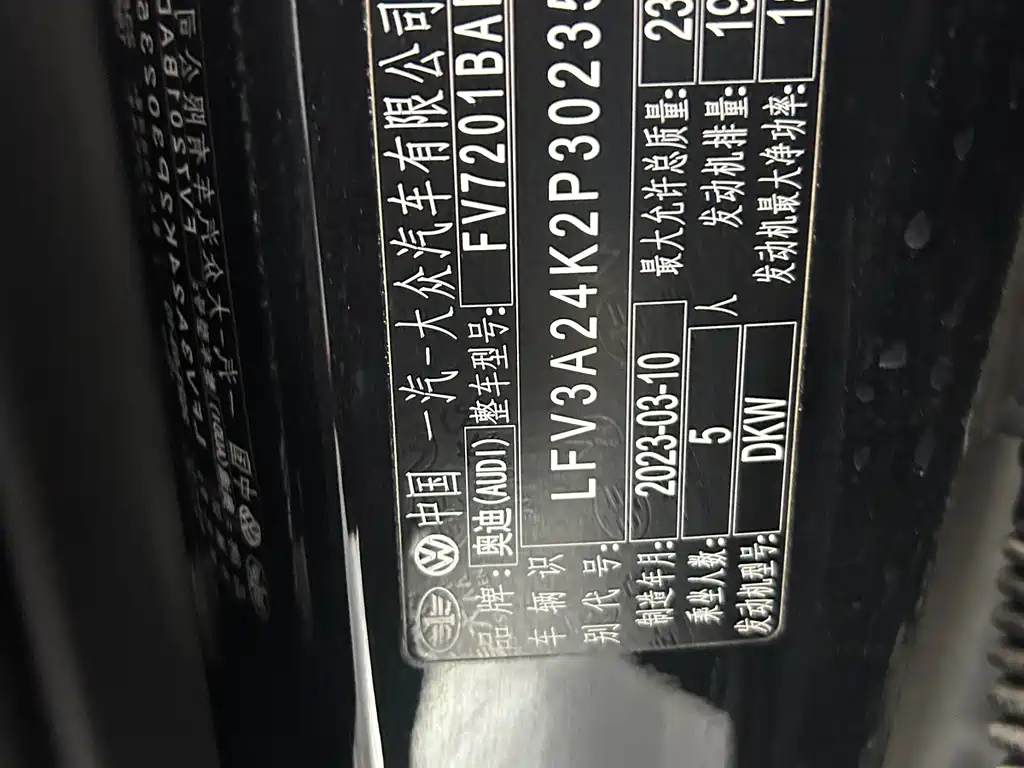 中国 一汽-大众汽车有限公司
品牌: 奥迪(AUDI) 整车型号: FV7201BA
车辆识 LFV3A24K2P30235
别代号:
制造年月: 2023-03-10 最大允许总质量: 23
乘坐人数: 5 人 发动机排量: 19
发动机型号: DKW 发动机最大净功率: 1